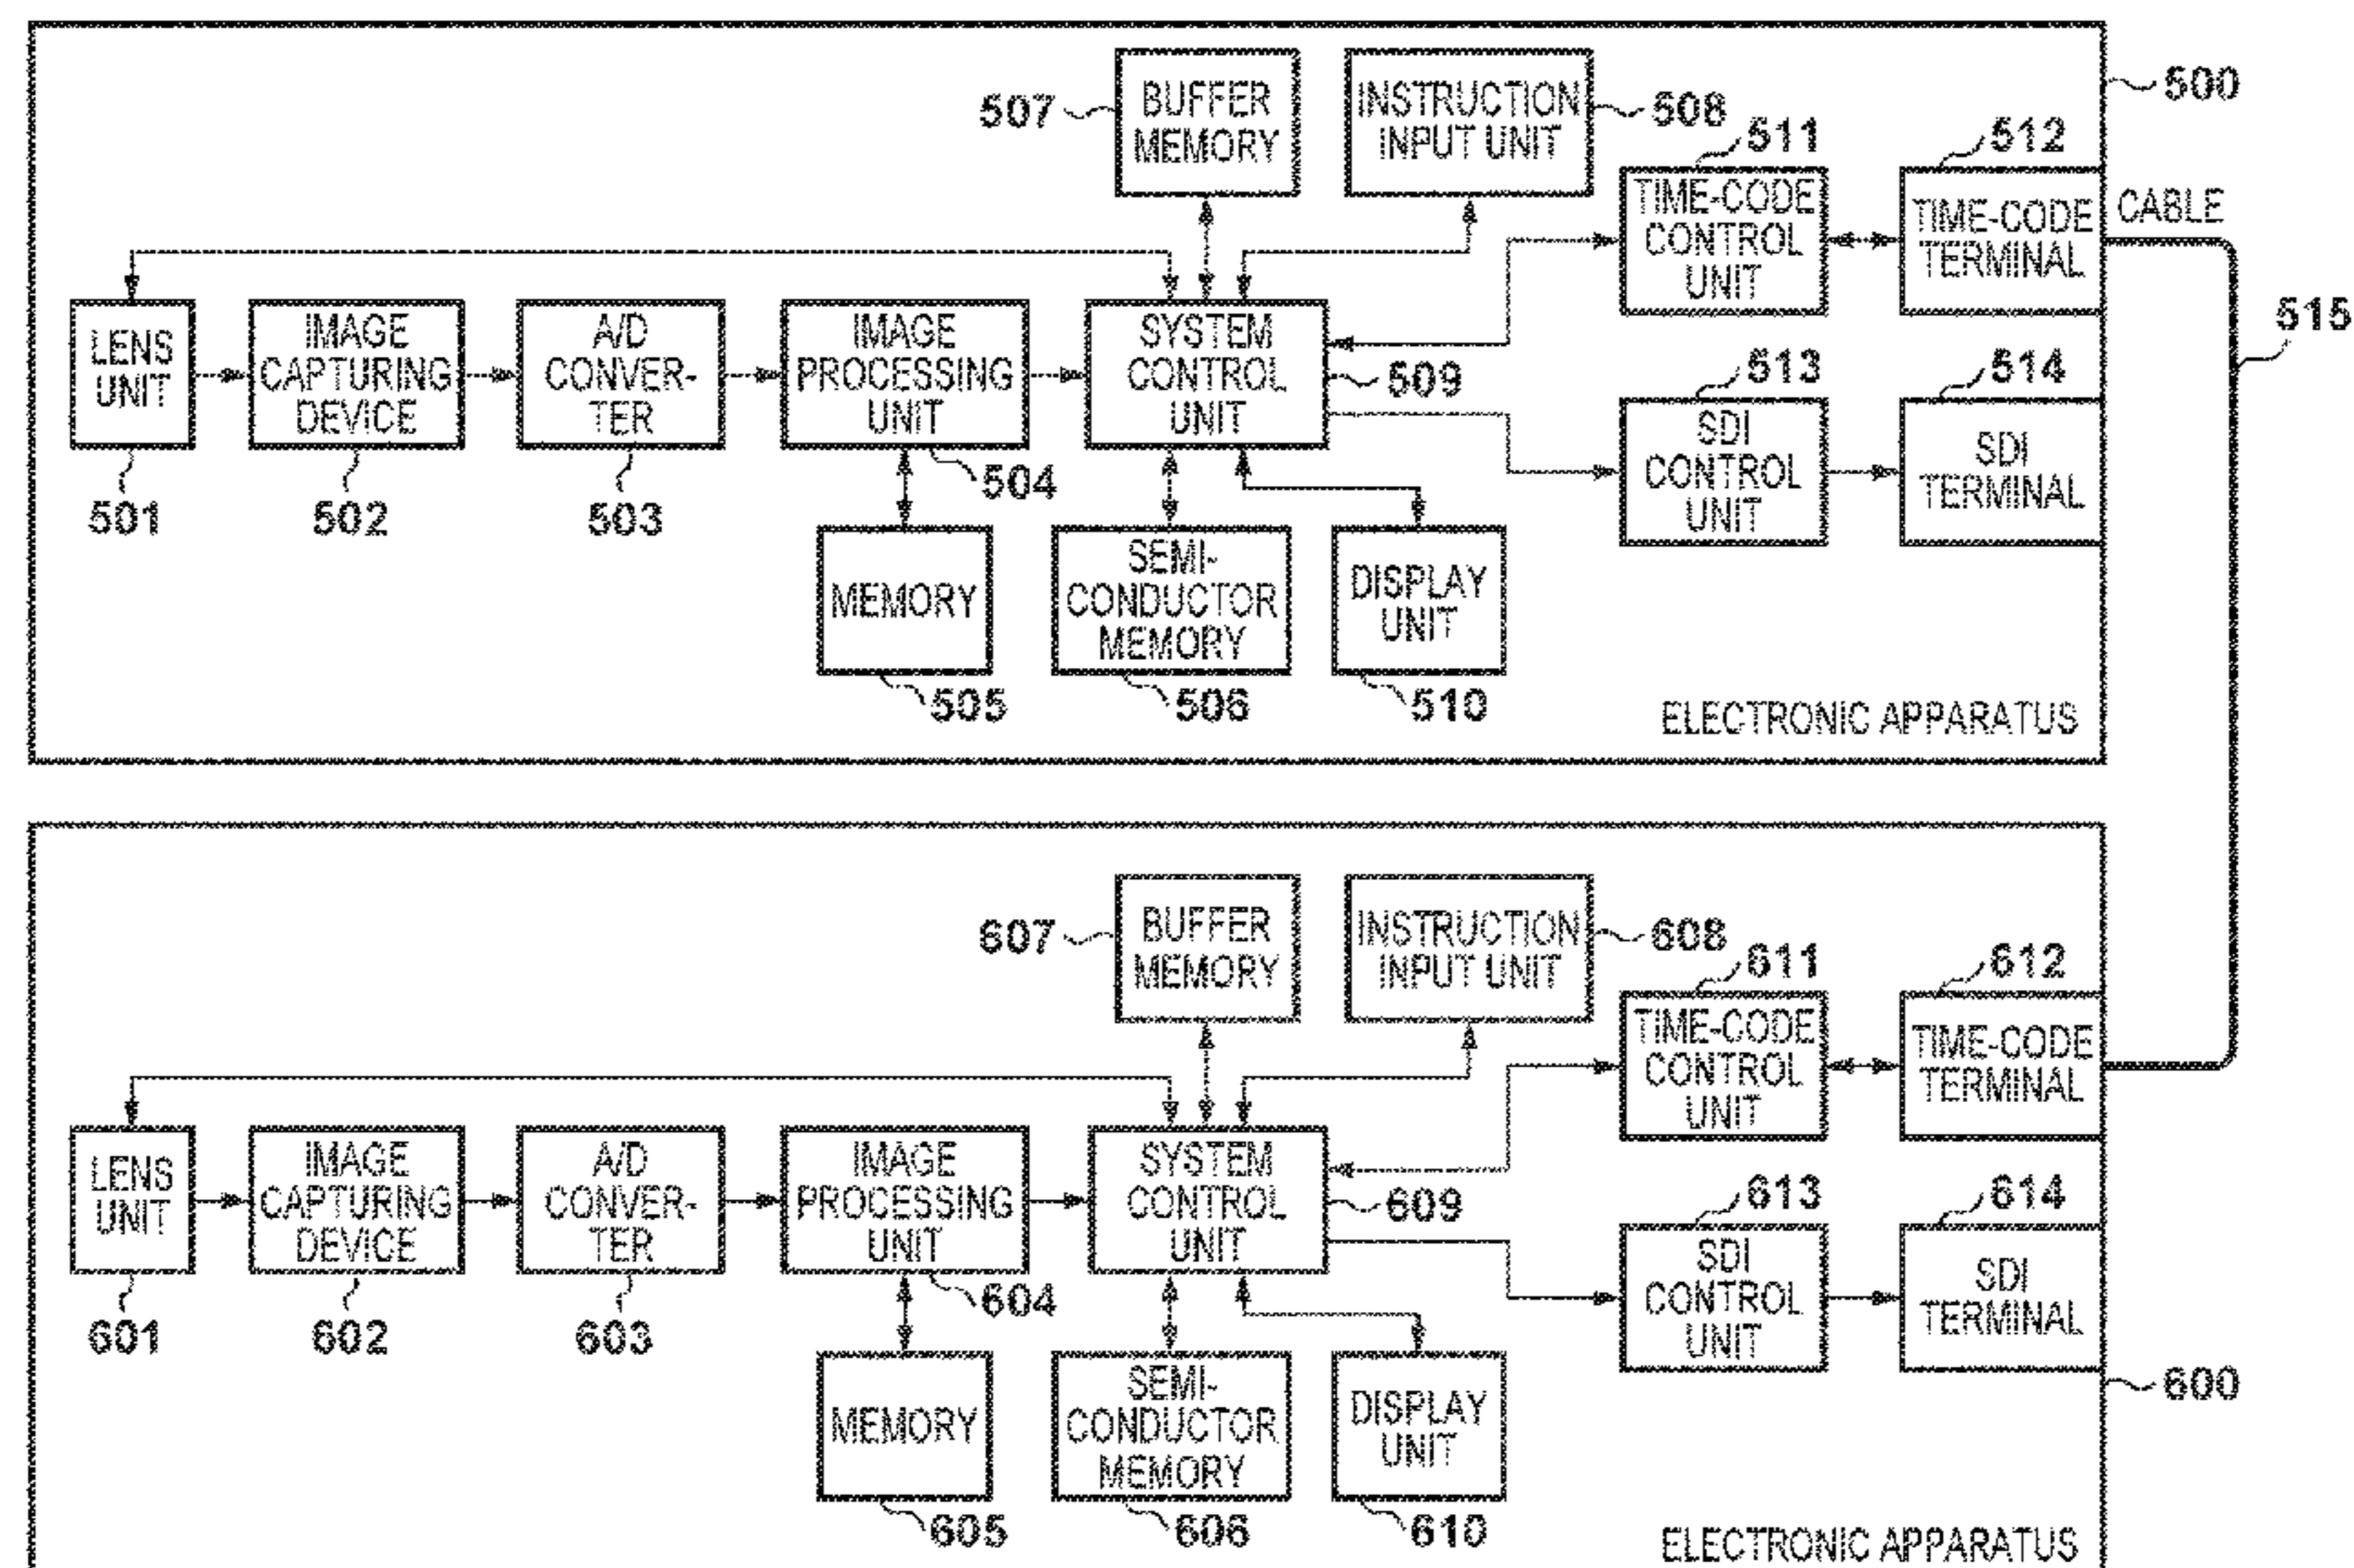 500
507
BUFFER
MEMORY
INSTRUCTION
INPUT UNIT
508
511
TIME-CODE
CONTROL
UNIT
512
TIME-CODE
TERMINAL
CABLE
515
LENS
UNIT
501
IMAGE
CAPTURING
DEVICE
502
A/D
CONVER-
TER
503
IMAGE
PROCESSING
UNIT
504
SYSTEM
CONTROL
UNIT
509
513
SDI
CONTROL
UNIT
514
SDI
TERMINAL
MEMORY
505
SEMI-
CONDUCTOR
MEMORY
506
DISPLAY
UNIT
510
ELECTRONIC APPARATUS
607
BUFFER
MEMORY
INSTRUCTION
INPUT UNIT
608
611
TIME-CODE
CONTROL
UNIT
612
TIME-CODE
TERMINAL
LENS
UNIT
601
IMAGE
CAPTURING
DEVICE
602
A/D
CONVER-
TER
603
IMAGE
PROCESSING
UNIT
604
SYSTEM
CONTROL
UNIT
609
613
SDI
CONTROL
UNIT
614
SDI
TERMINAL
600
MEMORY
605
SEMI-
CONDUCTOR
MEMORY
606
DISPLAY
UNIT
610
ELECTRONIC APPARATUS